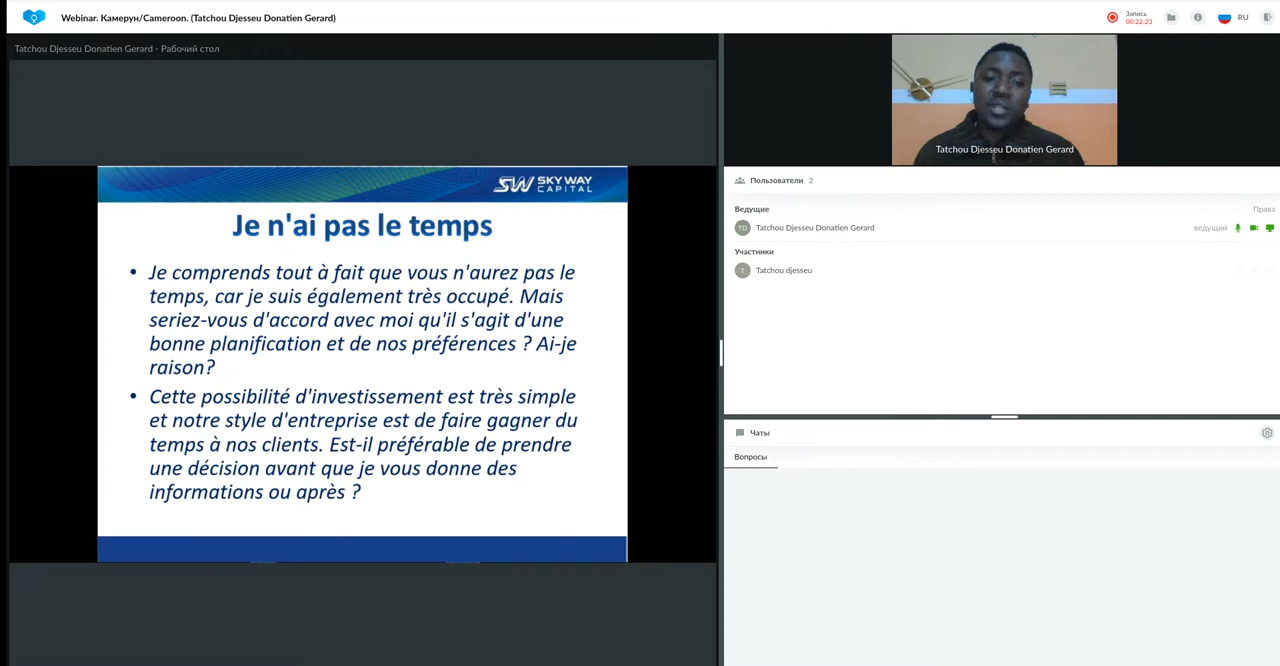 Webinar. Камерун/Cameroon. (Tatchou Djesseu Donatien Gerard)
Запись
00:22:23
RU
Tatchou Djesseu Donatien Gerard - Рабочий стол
SW SKY WAY
CAPITAL
Je n'ai pas le temps
• Je comprends tout à fait que vous n'aurez pas le
temps, car je suis également très occupé. Mais
seriez-vous d'accord avec moi qu'il s'agit d'une
bonne planification et de nos préférences ? Ai-je
raison?
• Cette possibilité d'investissement est très simple
et notre style d'entreprise est de faire gagner du
temps à nos clients. Est-il préférable de prendre
une décision avant que je vous donne des
informations ou après ?
Tatchou Djesseu Donatien Gerard
Пользователи 2
Ведущие Права
TD Tatchou Djesseu Donatien Gerard ведущий
Участники
T Tatchou djesseu
Чаты
Вопросы